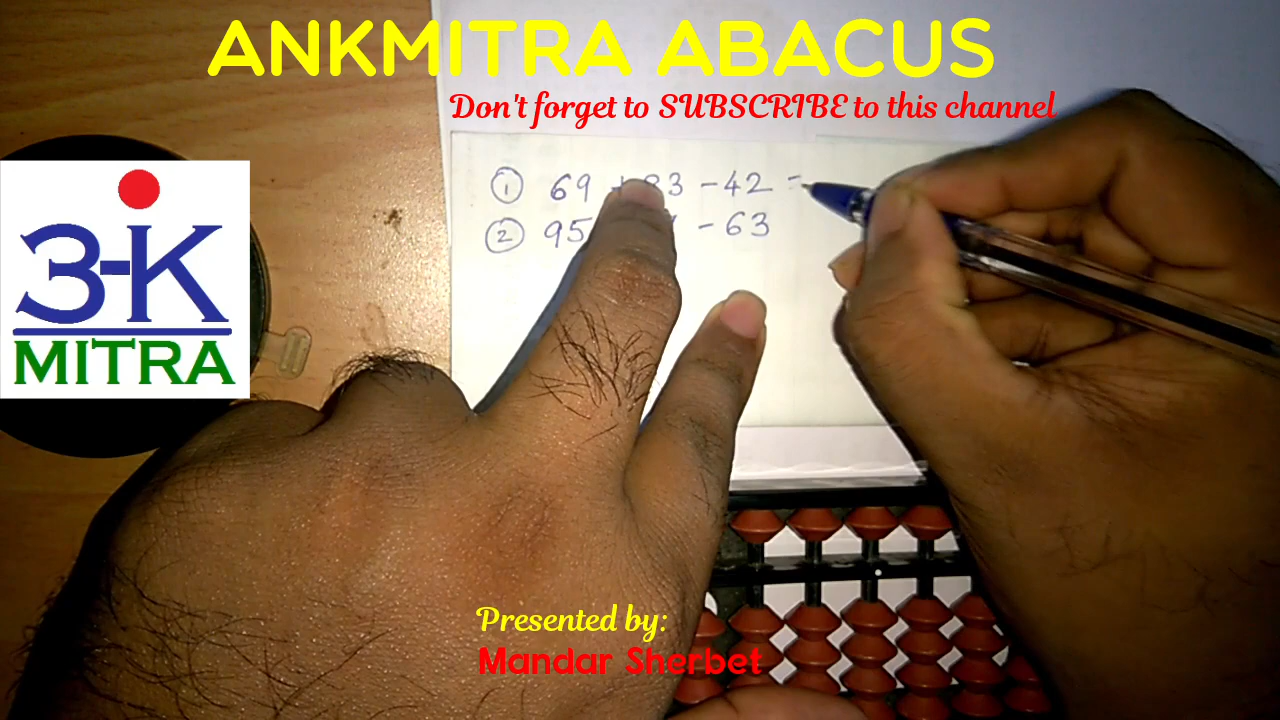 ANKMITRA ABACUS
Don't forget to SUBSCRIBE to this channel
3-K
MITRA
① 69 + 83 - 42 =
② 95 - 63
Presented by:
Mandar Sherbet